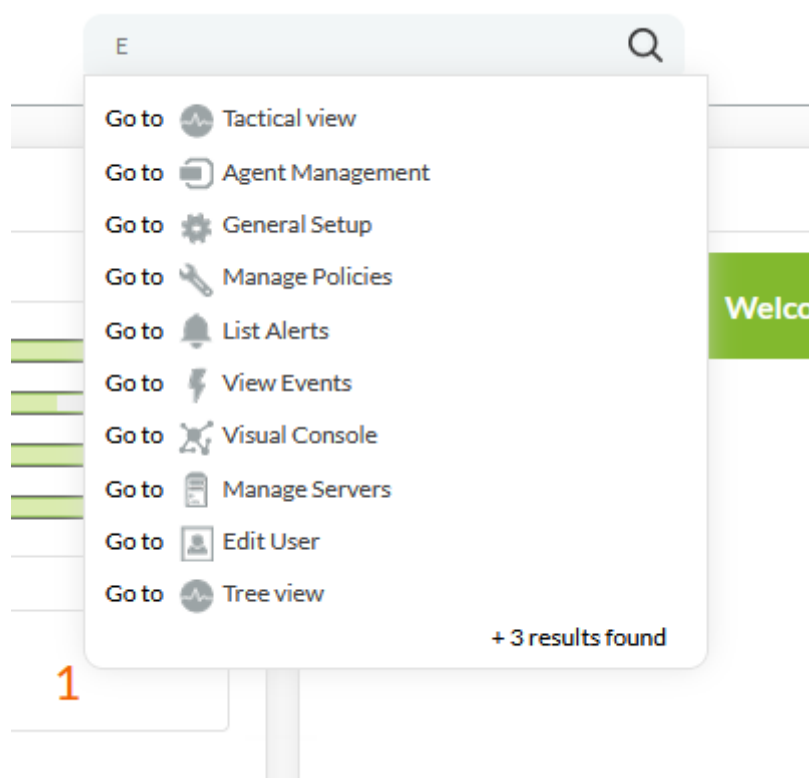 E
Go to Tactical view
Go to Agent Management
Go to General Setup
Go to Manage Policies
Go to List Alerts
Go to View Events
Go to Visual Console
Go to Manage Servers
Go to Edit User
Go to Tree view
+ 3 results found
1